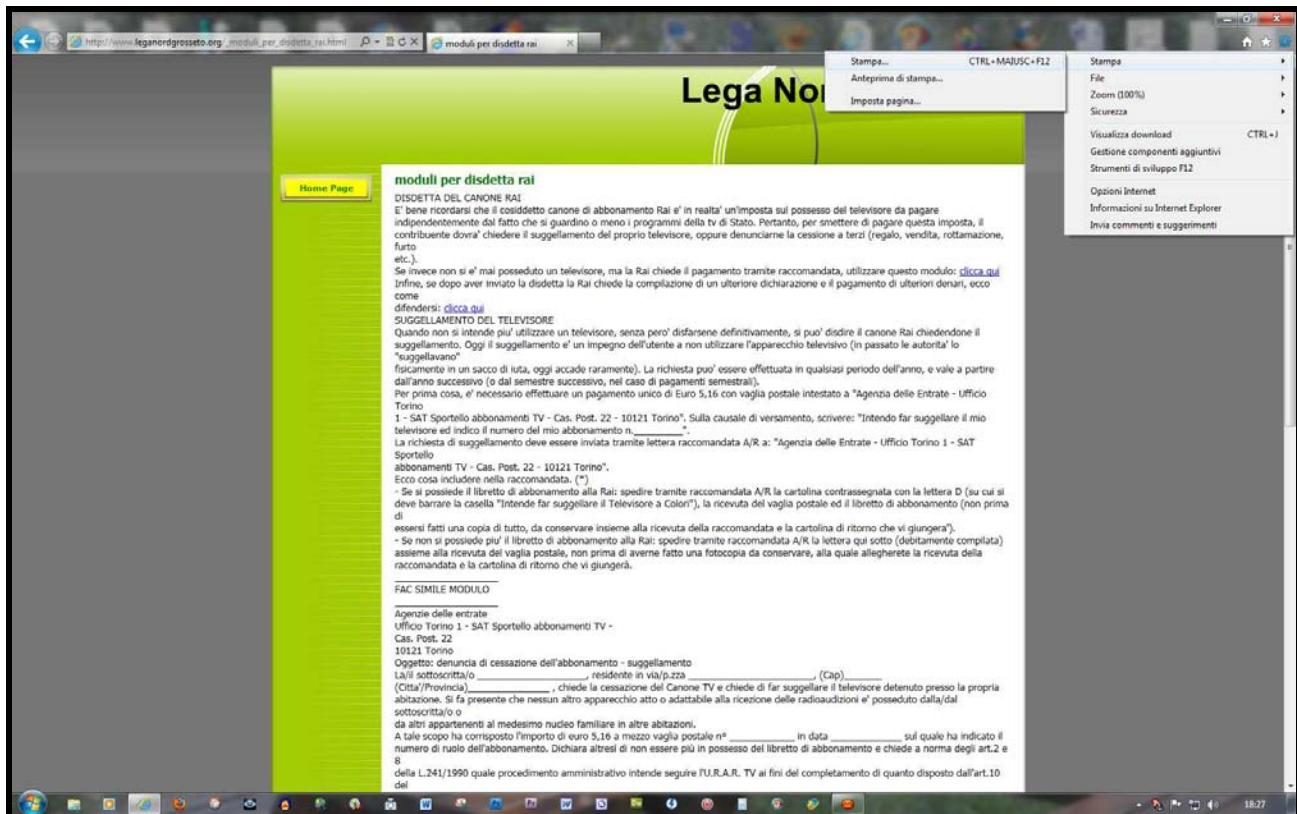 http://www.leganordgrosseto.org/_moduli_per_disdetta_rai.html
moduli per disdetta rai
Stampa... CTRL+MAIUSC+F12
Anteprima di stampa...
Imposta pagina...
Stampa
File
Zoom (100%)
Sicurezza
Visualizza download CTRL+J
Gestione componenti aggiuntivi
Strumenti di sviluppo F12
Opzioni Internet
Informazioni su Internet Explorer
Invia commenti e suggerimenti
Lega Nor
Home Page
moduli per disdetta rai
DISDETTA DEL CANONE RAI
E' bene ricordarsi che il cosiddetto canone di abbonamento Rai e' in realta' un'imposta sul possesso del televisore da pagare
indipendentemente dal fatto che si guardino o meno i programmi della tv di Stato. Pertanto, per smettere di pagare questa imposta, il
contribuente dovra' chiedere il suggellamento del proprio televisore, oppure denunciarne la cessione a terzi (regalo, vendita, rottamazione,
furto
etc.).
Se invece non si e' mai posseduto un televisore, ma la Rai chiede il pagamento tramite raccomandata, utilizzare questo modulo: clicca qui
Infine, se dopo aver inviato la disdetta la Rai chiede la compilazione di un ulteriore dichiarazione e il pagamento di ulteriori denari, ecco
come
difendersi: clicca qui
SUGGELLAMENTO DEL TELEVISORE
Quando non si intende piu' utilizzare un televisore, senza pero' disfarsene definitivamente, si puo' disdire il canone Rai chiedendone il
suggellamento. Oggi il suggellamento e' un impegno dell'utente a non utilizzare l'apparecchio televisivo (in passato le autorita' lo
"suggellavano"
fisicamente in un sacco di iuta, oggi accade raramente). La richiesta puo' essere effettuata in qualsiasi periodo dell'anno, e vale a partire
dall'anno successivo (o dal semestre successivo, nel caso di pagamenti semestrali).
Per prima cosa, e' necessario effettuare un pagamento unico di Euro 5,16 con vaglia postale intestato a "Agenzia delle Entrate - Ufficio
Torino
1 - SAT Sportello abbonamenti TV - Cas. Post. 22 - 10121 Torino". Sulla causale di versamento, scrivere: "Intendo far suggellare il mio
televisore ed indico il numero del mio abbonamento n.__________".
La richiesta di suggellamento deve essere inviata tramite lettera raccomandata A/R a: "Agenzia delle Entrate - Ufficio Torino 1 - SAT
Sportello
abbonamenti TV - Cas. Post. 22 - 10121 Torino".
Ecco cosa includere nella raccomandata. (*)
- Se si possiede il libretto di abbonamento alla Rai: spedire tramite raccomandata A/R la cartolina contrassegnata con la lettera D (su cui si
deve barrare la casella "Intende far suggellare il Televisore a Colori"), la ricevuta del vaglia postale ed il libretto di abbonamento (non prima
di
essersi fatti una copia di tutto, da conservare insieme alla ricevuta della raccomandata e la cartolina di ritorno che vi giungera').
- Se non si possiede piu' il libretto di abbonamento alla Rai: spedire tramite raccomandata A/R la lettera qui sotto (debitamente compilata)
assieme alla ricevuta del vaglia postale, non prima di averne fatto una fotocopia da conservare, alla quale allegherete la ricevuta della
raccomandata e la cartolina di ritorno che vi giungerà.
FAC SIMILE MODULO
Agenzie delle entrate
Ufficio Torino 1 - SAT Sportello abbonamenti TV -
Cas. Post. 22
10121 Torino
Oggetto: denuncia di cessazione dell'abbonamento - suggellamento
La/il sottoscritta/o ________________, residente in via/p.zza __________________, (Cap)______
(Citta'/Provincia)____________ , chiede la cessazione del Canone TV e chiede di far suggellare il televisore detenuto presso la propria
abitazione. Si fa presente che nessun altro apparecchio atto o adattabile alla ricezione delle radioaudizioni e' posseduto dalla/dal
sottoscritta/o o
da altri appartenenti al medesimo nucleo familiare in altre abitazioni.
A tale scopo ha corrisposto l'importo di euro 5,16 a mezzo vaglia postale nº __________ in data __________ sul quale ha indicato il
numero di ruolo dell'abbonamento. Dichiara altresì di non essere più in possesso del libretto di abbonamento e chiede a norma degli art.2 e
8
della L.241/1990 quale procedimento amministrativo intende seguire l'U.R.A.R. TV ai fini del completamento di quanto disposto dall'art.10
del
18:27